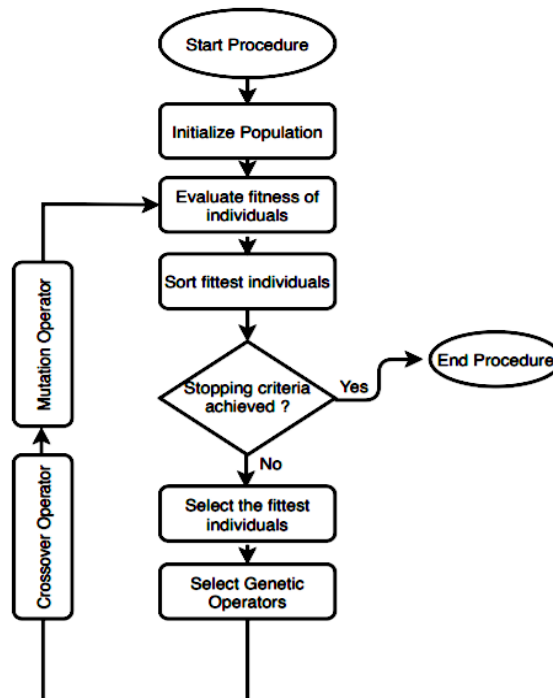 Start Procedure
Initialize Population
Evaluate fitness of
individuals
Sort fittest individuals
Stopping criteria
achieved ?
Yes
End Procedure
No
Select the fittest
individuals
Select Genetic
Operators
Crossover Operator
Mutation Operator